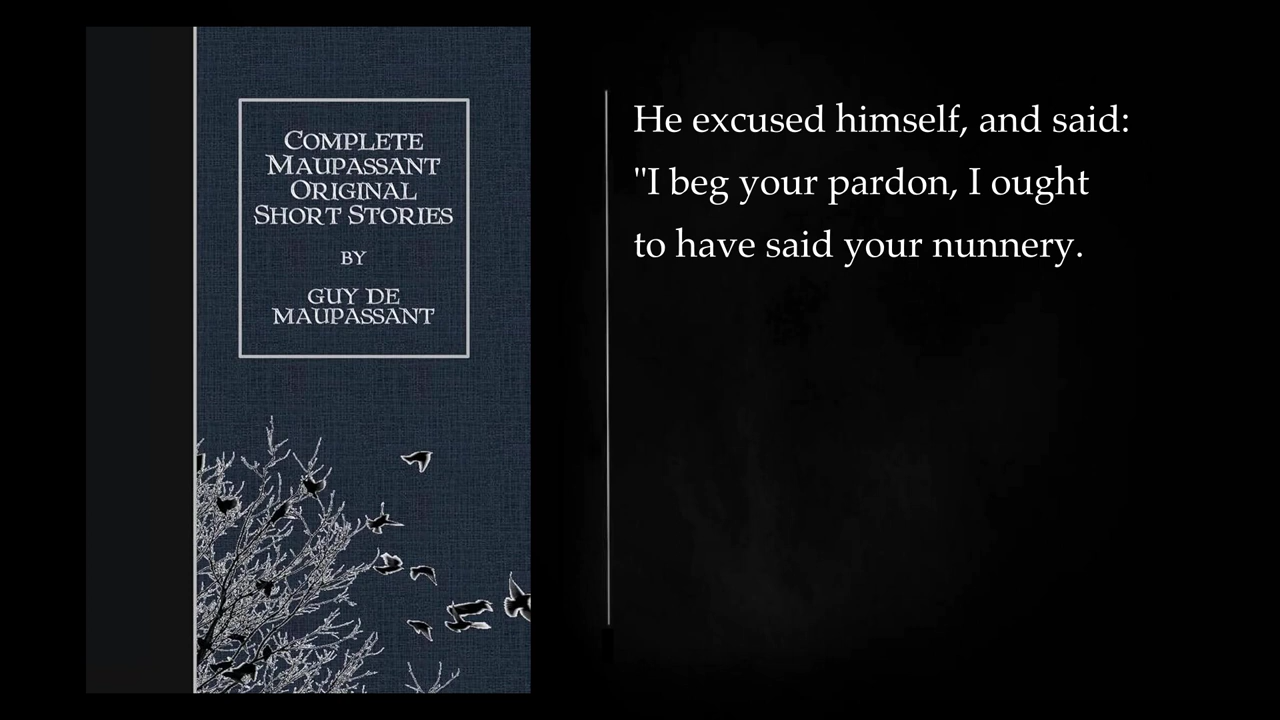 COMPLETE
MAUPASSANT
ORIGINAL
SHORT STORIES
BY
GUY DE
MAUPASSANT
He excused himself, and said:
"I beg your pardon, I ought
to have said your nunnery.